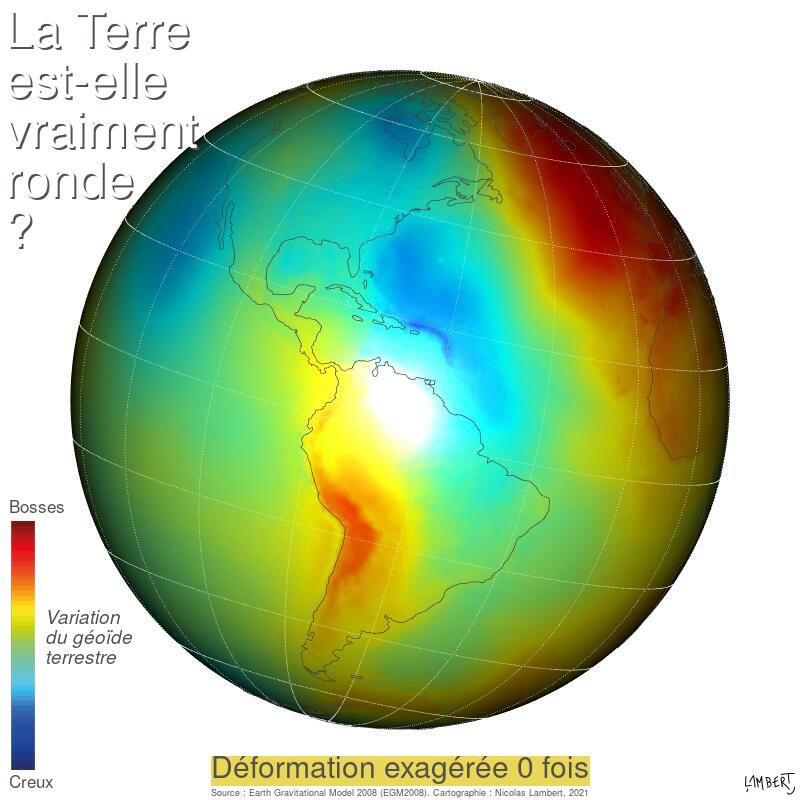 La Terre
est-elle
vraiment
ronde
?
Bosses
Variation
du géoïde
terrestre
Creux
Déformation exagérée 0 fois
Source : Earth Gravitational Model 2008 (EGM2008). Cartographie : Nicolas Lambert, 2021
LAMBERT